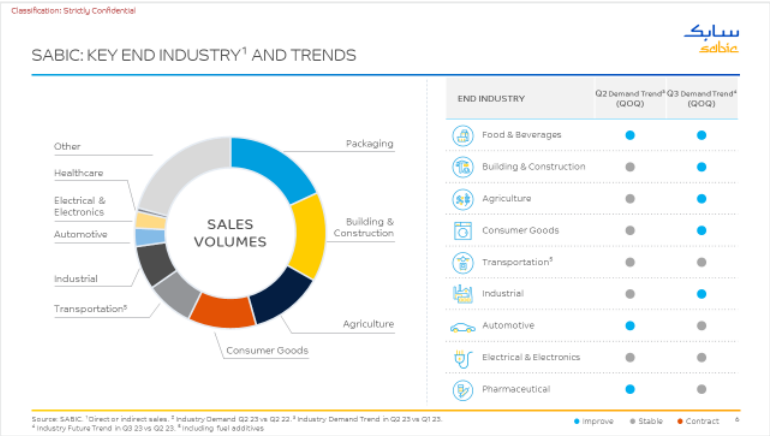 Classification: Strictly Confidential
سابك
sabic
SABIC: KEY END INDUSTRY¹ AND TRENDS
END INDUSTRY
Q2 Demand Trend³ Q3 Demand Trend⁴
(QOQ) (QOQ)
Other
Packaging
Healthcare
Electrical &
Electronics
Automotive
Industrial
Transportation⁵
Consumer Goods
Agriculture
Building &
Construction
SALES
VOLUMES
Food & Beverages
Building & Construction
Agriculture
Consumer Goods
Transportation⁵
Industrial
Automotive
Electrical & Electronics
Pharmaceutical
Source: SABIC. ¹Direct or indirect sales. ² Industry Demand Q2 23 vs Q2 22. ³ Industry Demand Trend in Q2 23 vs Q1 23.
⁴ Industry Future Trend in Q3 23 vs Q2 23. ⁵ Including fuel additives
Improve Stable Contract 6